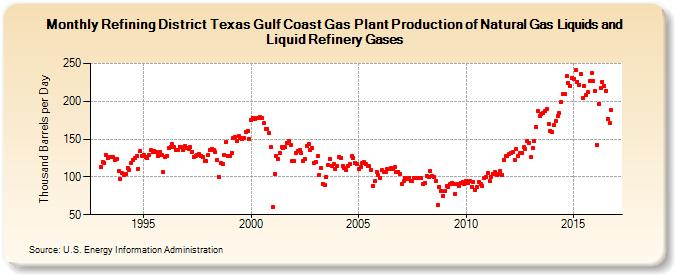 Monthly Refining District Texas Gulf Coast Gas Plant Production of Natural Gas Liquids and
Liquid Refinery Gases
Thousand Barrels per Day
250
200
150
100
50
1995
2000
2005
2010
2015
Source: U.S. Energy Information Administration